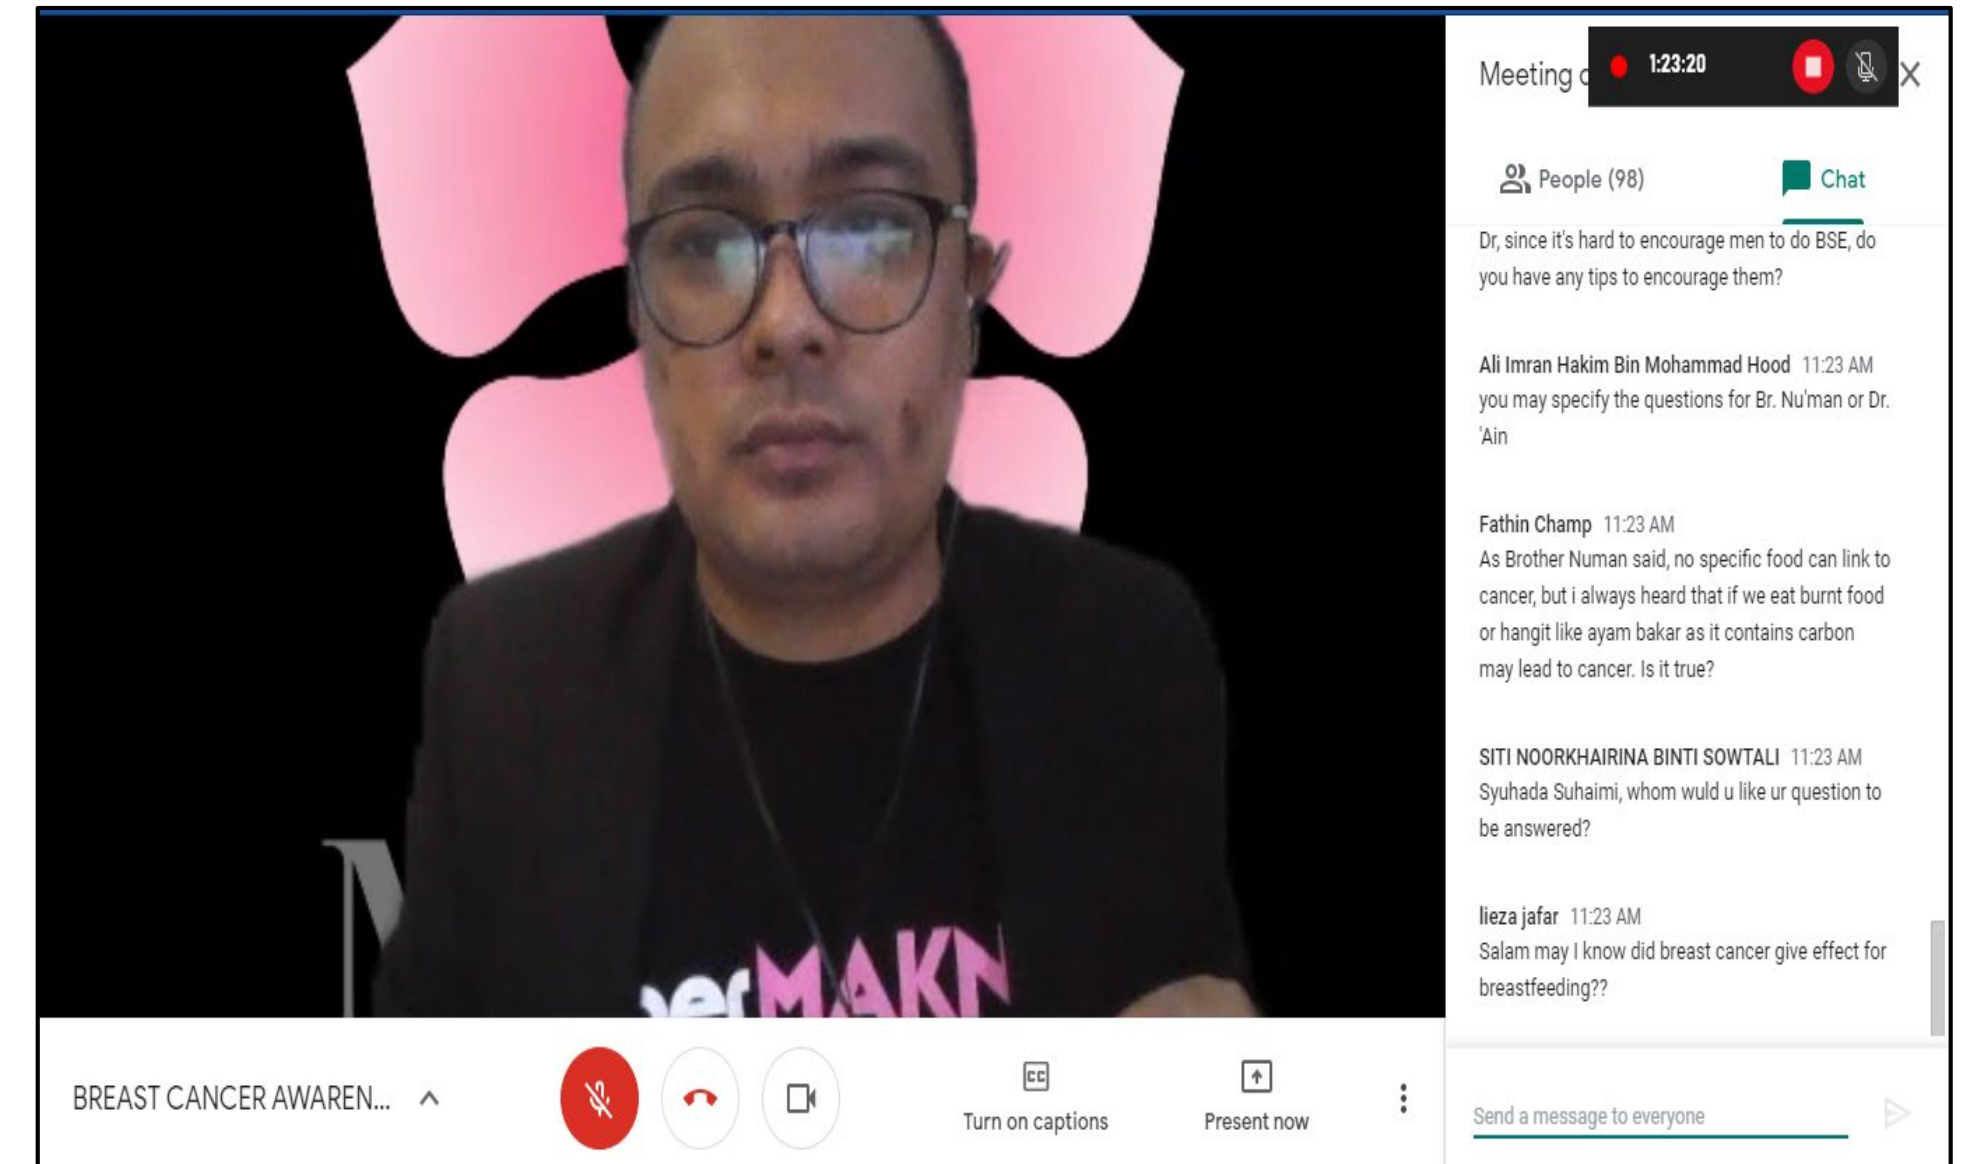 Meeting
1:23:20
People (98)
Chat
Dr, since it's hard to encourage men to do BSE, do
you have any tips to encourage them?
Ali Imran Hakim Bin Mohammad Hood 11:23 AM
you may specify the questions for Br. Nu'man or Dr.
'Ain
Fathin Champ 11:23 AM
As Brother Numan said, no specific food can link to
cancer, but i always heard that if we eat burnt food
or hangit like ayam bakar as it contains carbon
may lead to cancer. Is it true?
SITI NOORKHAIRINA BINTI SOWTALI 11:23 AM
Syuhada Suhaimi, whom wuld u like ur question to
be answered?
lieza jafar 11:23 AM
Salam may I know did breast cancer give effect for
breastfeeding??
Send a message to everyone
MAKN
BREAST CANCER AWAREN...
CC
Turn on captions
Present now